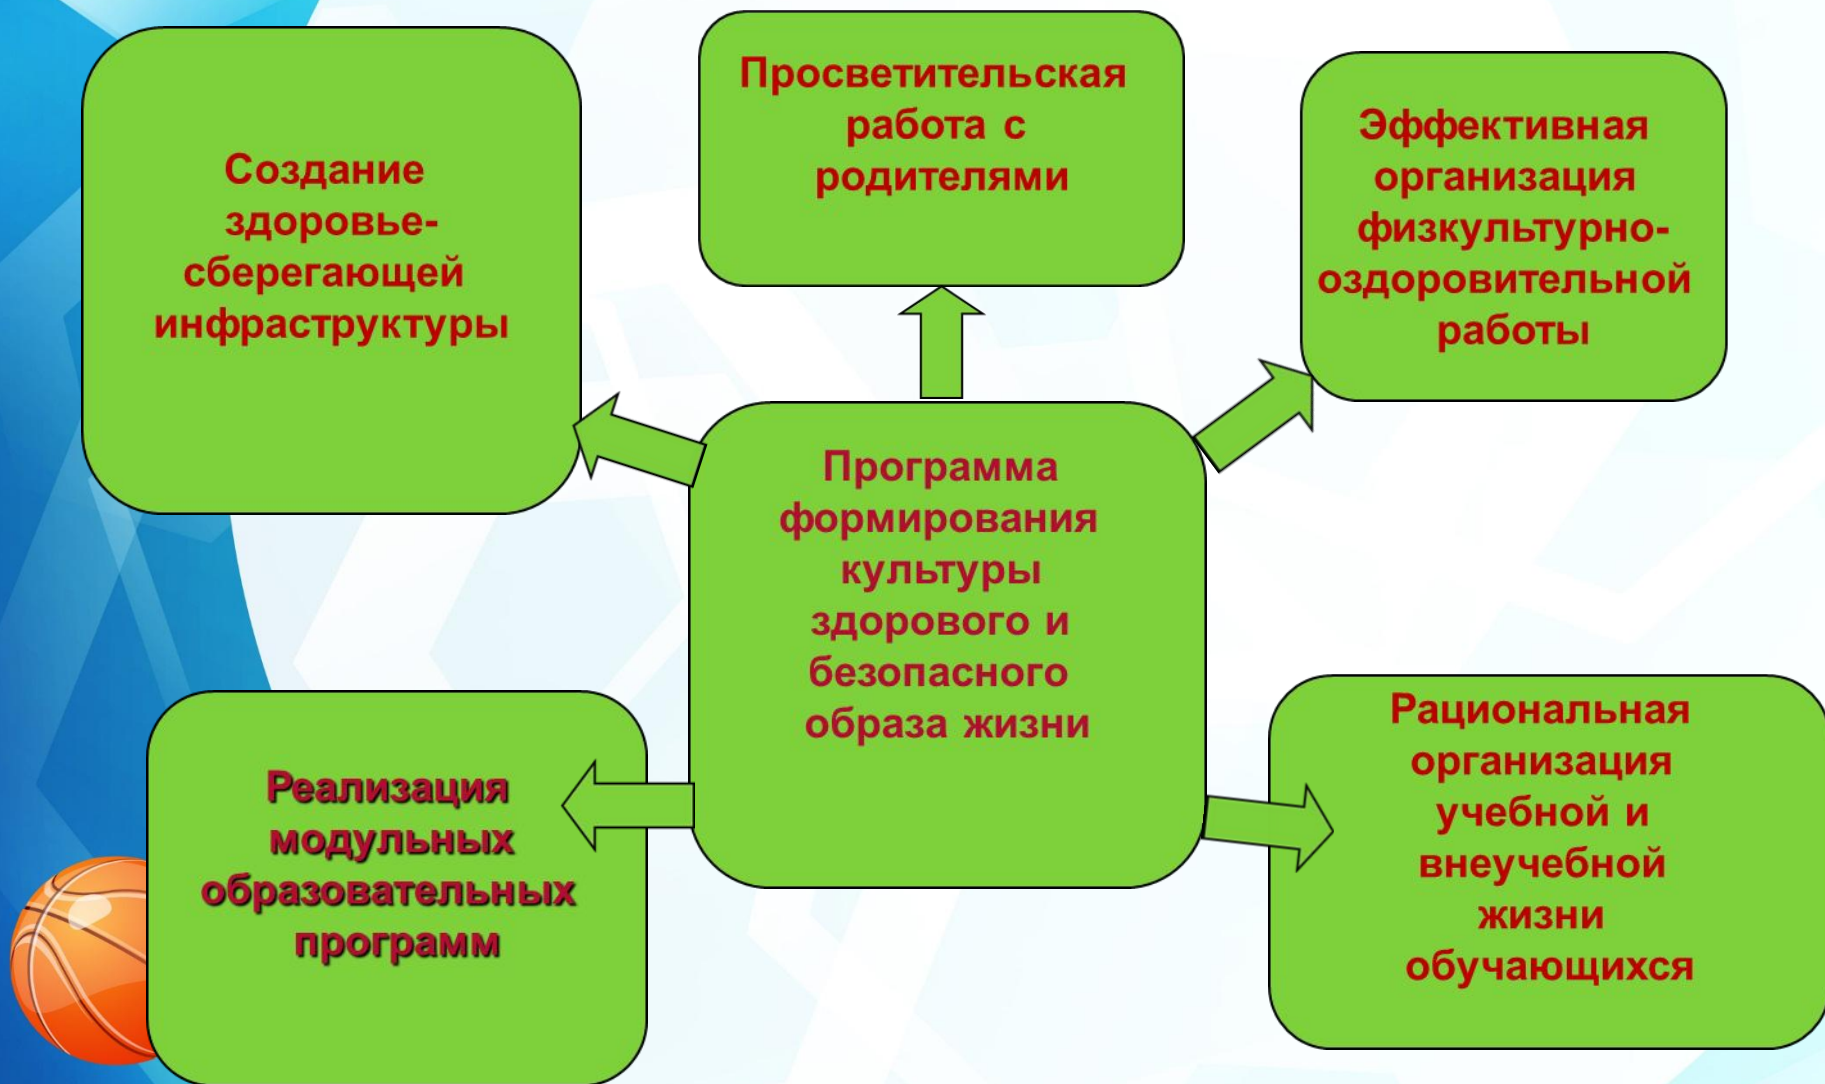 Создание
здоровье-
сберегающей
инфраструктуры
Просветительская
работа с
родителями
Эффективная
организация
физкультурно-
оздоровительной
работы
Программа
формирования
культуры
здорового и
безопасного
образа жизни
Реализация
модульных
образовательных
программ
Рациональная
организация
учебной и
внеучебной
жизни
обучающихся